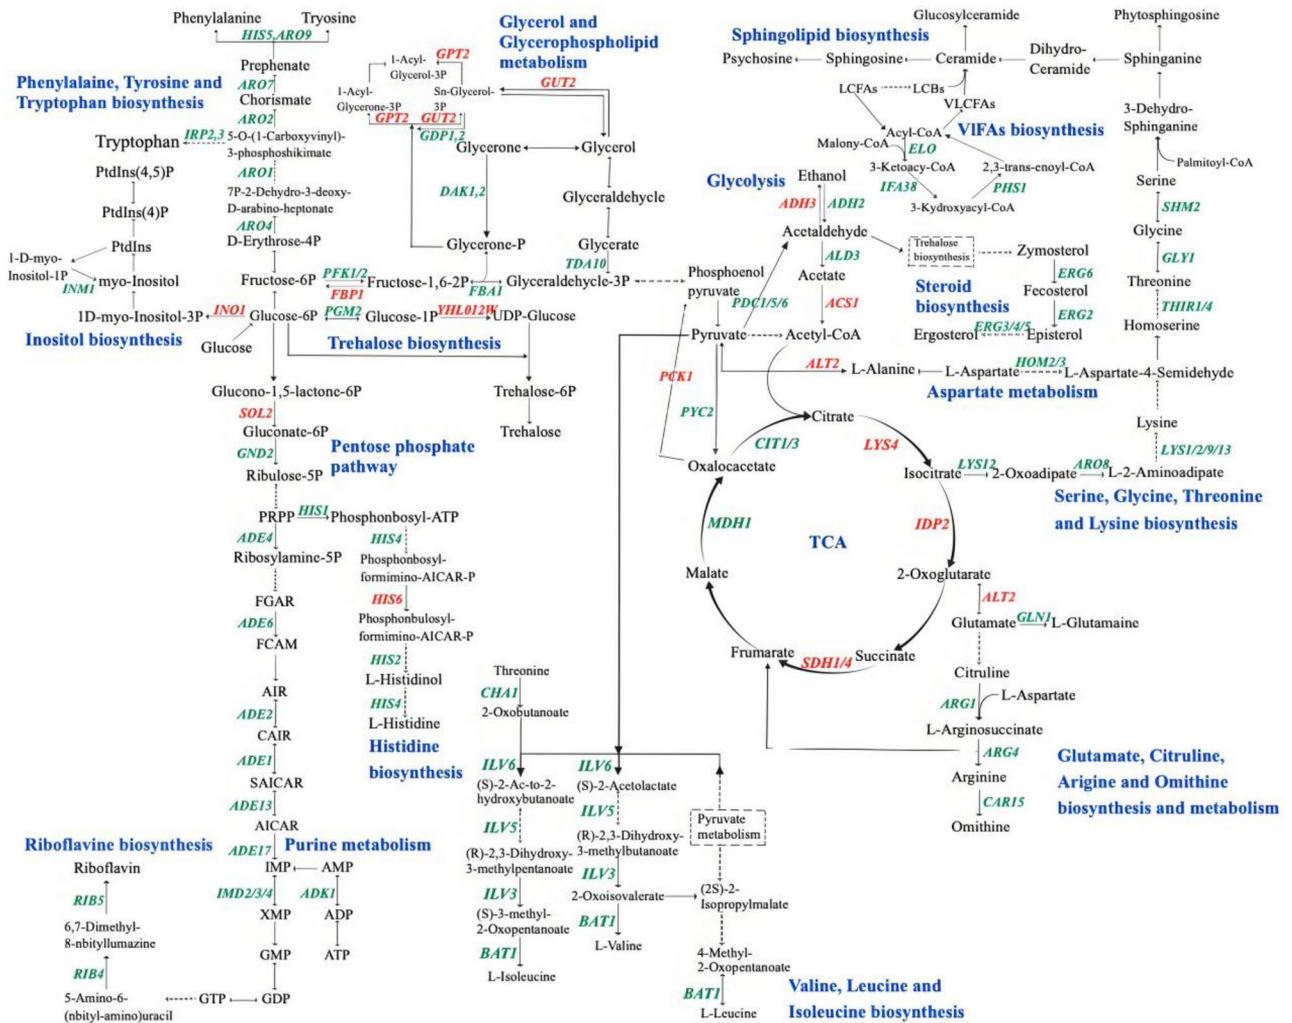 Phenylalanine
Tryosine
HIS5,ARO9
Prephenate
ARO7
Chorismate
ARO2
Phenylalaine, Tyrosine and
Tryptophan biosynthesis
Tryptophan
IRP2,3
5-O-(1-Carboxyvinyl)-
3-phosphoshikimate
ARO1
7P-2-Dehydro-3-deoxy-
D-arabino-heptonate
ARO4
D-Erythrose-4P
PtdIns(4,5)P
PtdIns(4)P
PtdIns
1-D-myo-
Inositol-1P
INM1
myo-Inositol
1D-myo-Inositol-3P
INO1
Inositol biosynthesis
Fructose-6P
PFK1/2
FBP1
Fructose-1,6-2P
FBA1
Glyceraldehyde-3P
Glucose-6P
PGM2
Glucose-1P
YHL012W
UDP-Glucose
Glucose
Trehalose biosynthesis
Trehalose-6P
Trehalose
Glycerol and
Glycerophospholipid
metabolism
GPT2
1-Acyl-
Glycerol-3P
1-Acyl-
Glycerone-3P
Sn-Glycerol-
3P
GUT2
GPT2
GUT2
GDP1,2
Glycerone
Glycerol
DAK1,2
Glyceraldehyde
Glycerone-P
Glycerate
TDA10
Glucono-1,5-lactone-6P
SOL2
Gluconate-6P
GND2
Pentose phosphate
pathway
Ribulose-5P
PRPP
HIS1
Phosphonbosyl-ATP
ADE4
HIS4
Ribosylaminc-5P
Phosphonbosyl-
formimino-AICAR-P
FGAR
HIS6
ADE6
Phosphonbulosyl-
formimino-AICAR-P
FCAM
HIS2
L-Histidinol
AIR
HIS4
ADE2
L-Histidine
CAIR
Histidine
biosynthesis
ADE1
SAICAR
ADE13
AICAR
ADE17
Purine metabolism
IMP
AMP
IMD2/3/4
ADK1
XMP
ADP
GMP
ATP
GDP
GTP
Riboflavine biosynthesis
Riboflavin
RIB5
6,7-Dimethyl-
8-nbityllumazine
RIB4
5-Amino-6-
(nbityl-amino)uracil
Sphingolipid biosynthesis
Glucosylceramide
Phytosphingosine
Psychosine
Sphingosine
Ceramide
Dihydro-
Ceramide
Sphinganine
LCFAs
LCBs
VLCFAs
3-Dehydro-
Sphinganine
Acyl-CoA
VlFAs biosynthesis
Malony-CoA
ELO
3-Ketoacy-CoA
2,3-trans-enoyl-CoA
IFA38
PHS1
3-Kydroxyacyl-CoA
Palmitoyl-CoA
Serine
SHM2
Glycine
GLY1
Threonine
THIR1/4
Homoserine
Glycolysis
Ethanol
ADH3
ADH2
Acetaldehyde
ALD3
Acetate
ACS1
Acetyl-CoA
Trehalose
biosynthesis
Zymosterol
ERG6
Fecosterol
ERG2
Episterol
ERG3/4/5
Ergosterol
Steroid
biosynthesis
Phosphoenol
pyruvate
PDC1/5/6
Pyruvate
PCK1
PYC2
ALT2
L-Alanine
L-Aspartate
HOM2/3
L-Aspartate-4-Semidehyde
Aspartate metabolism
Lysine
LYS1/2/9/13
Citrate
CIT1/3
LYS4
Oxalocacetate
Isocitrate
LYS12
2-Oxoadipate
ARO8
L-2-Aminoadipate
Serine, Glycine, Threonine
and Lysine biosynthesis
MDH1
IDP2
TCA
Malate
2-Oxoglutarate
ALT2
Glutamate
GLN1
L-Glutamaine
Frumarate
SDH1/4
Succinate
Citruline
ARG1
L-Aspartate
L-Arginosuccinate
ARG4
Arginine
CAR15
Omithine
Glutamate, Citruline,
Arigine and Omithine
biosynthesis and metabolism
Threonine
CHA1
2-Oxobutanoate
ILV6
ILV6
(S)-2-Ac-to-2-
hydroxybutanoate
(S)-2-Acetolactate
ILV5
ILV5
Pyruvate
metabolism
(R)-2,3-Dihydroxy-
3-methylpentanoate
(R)-2,3-Dihydroxy-
3-methylbutanoate
ILV3
ILV3
2-Oxoisovalerate
(2S)-2-
Isopropylmalate
(S)-3-methyl-
2-Oxopentanoate
BAT1
BAT1
L-Valine
L-Isoleucine
4-Methyl-
2-Oxopentanoate
BAT1
L-Leucine
Valine, Leucine and
Isoleucine biosynthesis